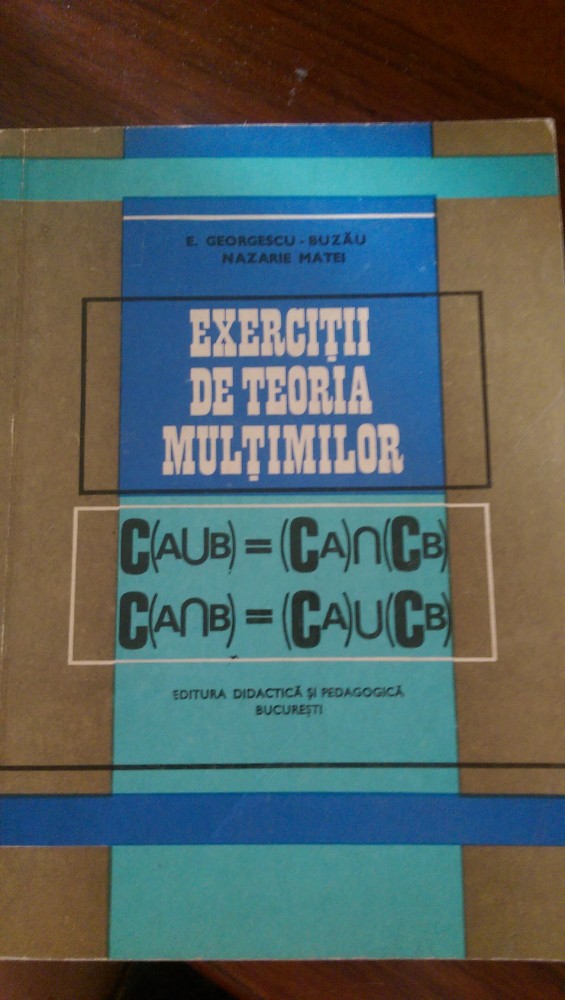 E. GEORGESCU - BUZĂU
NAZARIE MATEI
EXERCIȚII
DE TEORIA
MULȚIMILOR
C(A∪B) = (CA)∩(CB)
C(A∩B) = (CA)∪(CB)
EDITURA DIDACTICĂ ȘI PEDAGOGICĂ
BUCUREȘTI